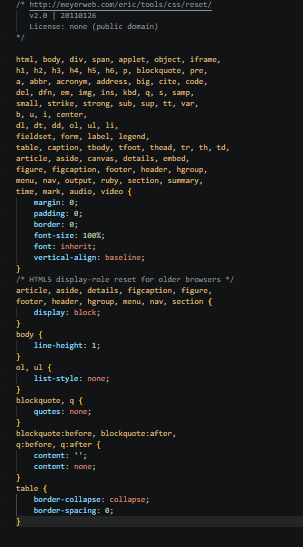 /* http://meyerweb.com/eric/tools/css/reset/
v2.0 | 20110126
License: none (public domain)
*/
html, body, div, span, applet, object, iframe,
h1, h2, h3, h4, h5, h6, p, blockquote, pre,
a, abbr, acronym, address, big, cite, code,
del, dfn, em, img, ins, kbd, q, s, samp,
small, strike, strong, sub, sup, tt, var,
b, u, i, center,
dl, dt, dd, ol, ul, li,
fieldset, form, label, legend,
table, caption, tbody, tfoot, thead, tr, th, td,
article, aside, canvas, details, embed,
figure, figcaption, footer, header, hgroup,
menu, nav, output, ruby, section, summary,
time, mark, audio, video {
margin: 0;
padding: 0;
border: 0;
font-size: 100%;
font: inherit;
vertical-align: baseline;
}
/* HTML5 display-role reset for older browsers */
article, aside, details, figcaption, figure,
footer, header, hgroup, menu, nav, section {
display: block;
}
body {
line-height: 1;
}
ol, ul {
list-style: none;
}
blockquote, q {
quotes: none;
}
blockquote:before, blockquote:after,
q:before, q:after {
content: '';
content: none;
}
table {
border-collapse: collapse;
border-spacing: 0;
}